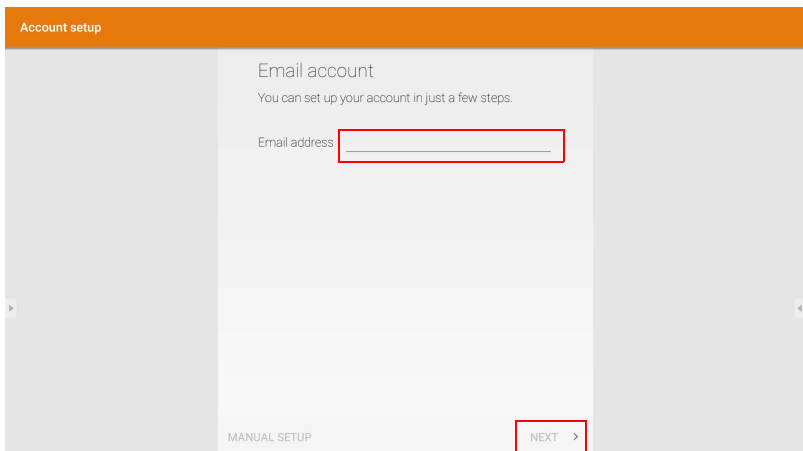 Account setup
Email account
You can set up your account in just a few steps.
Email address
MANUAL SETUP
NEXT